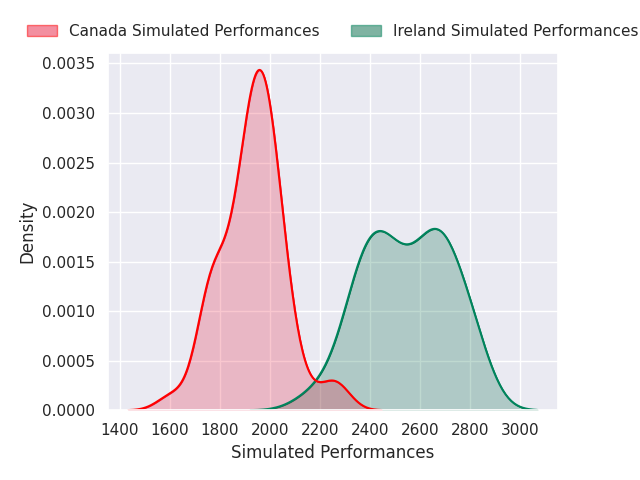 Canada Simulated Performances Ireland Simulated Performances
0.0035
0.0030
0.0025
0.0020
0.0015
0.0010
0.0005
0.0000
Density
1400 1600 1800 2000 2200 2400 2600 2800 3000
Simulated Performances